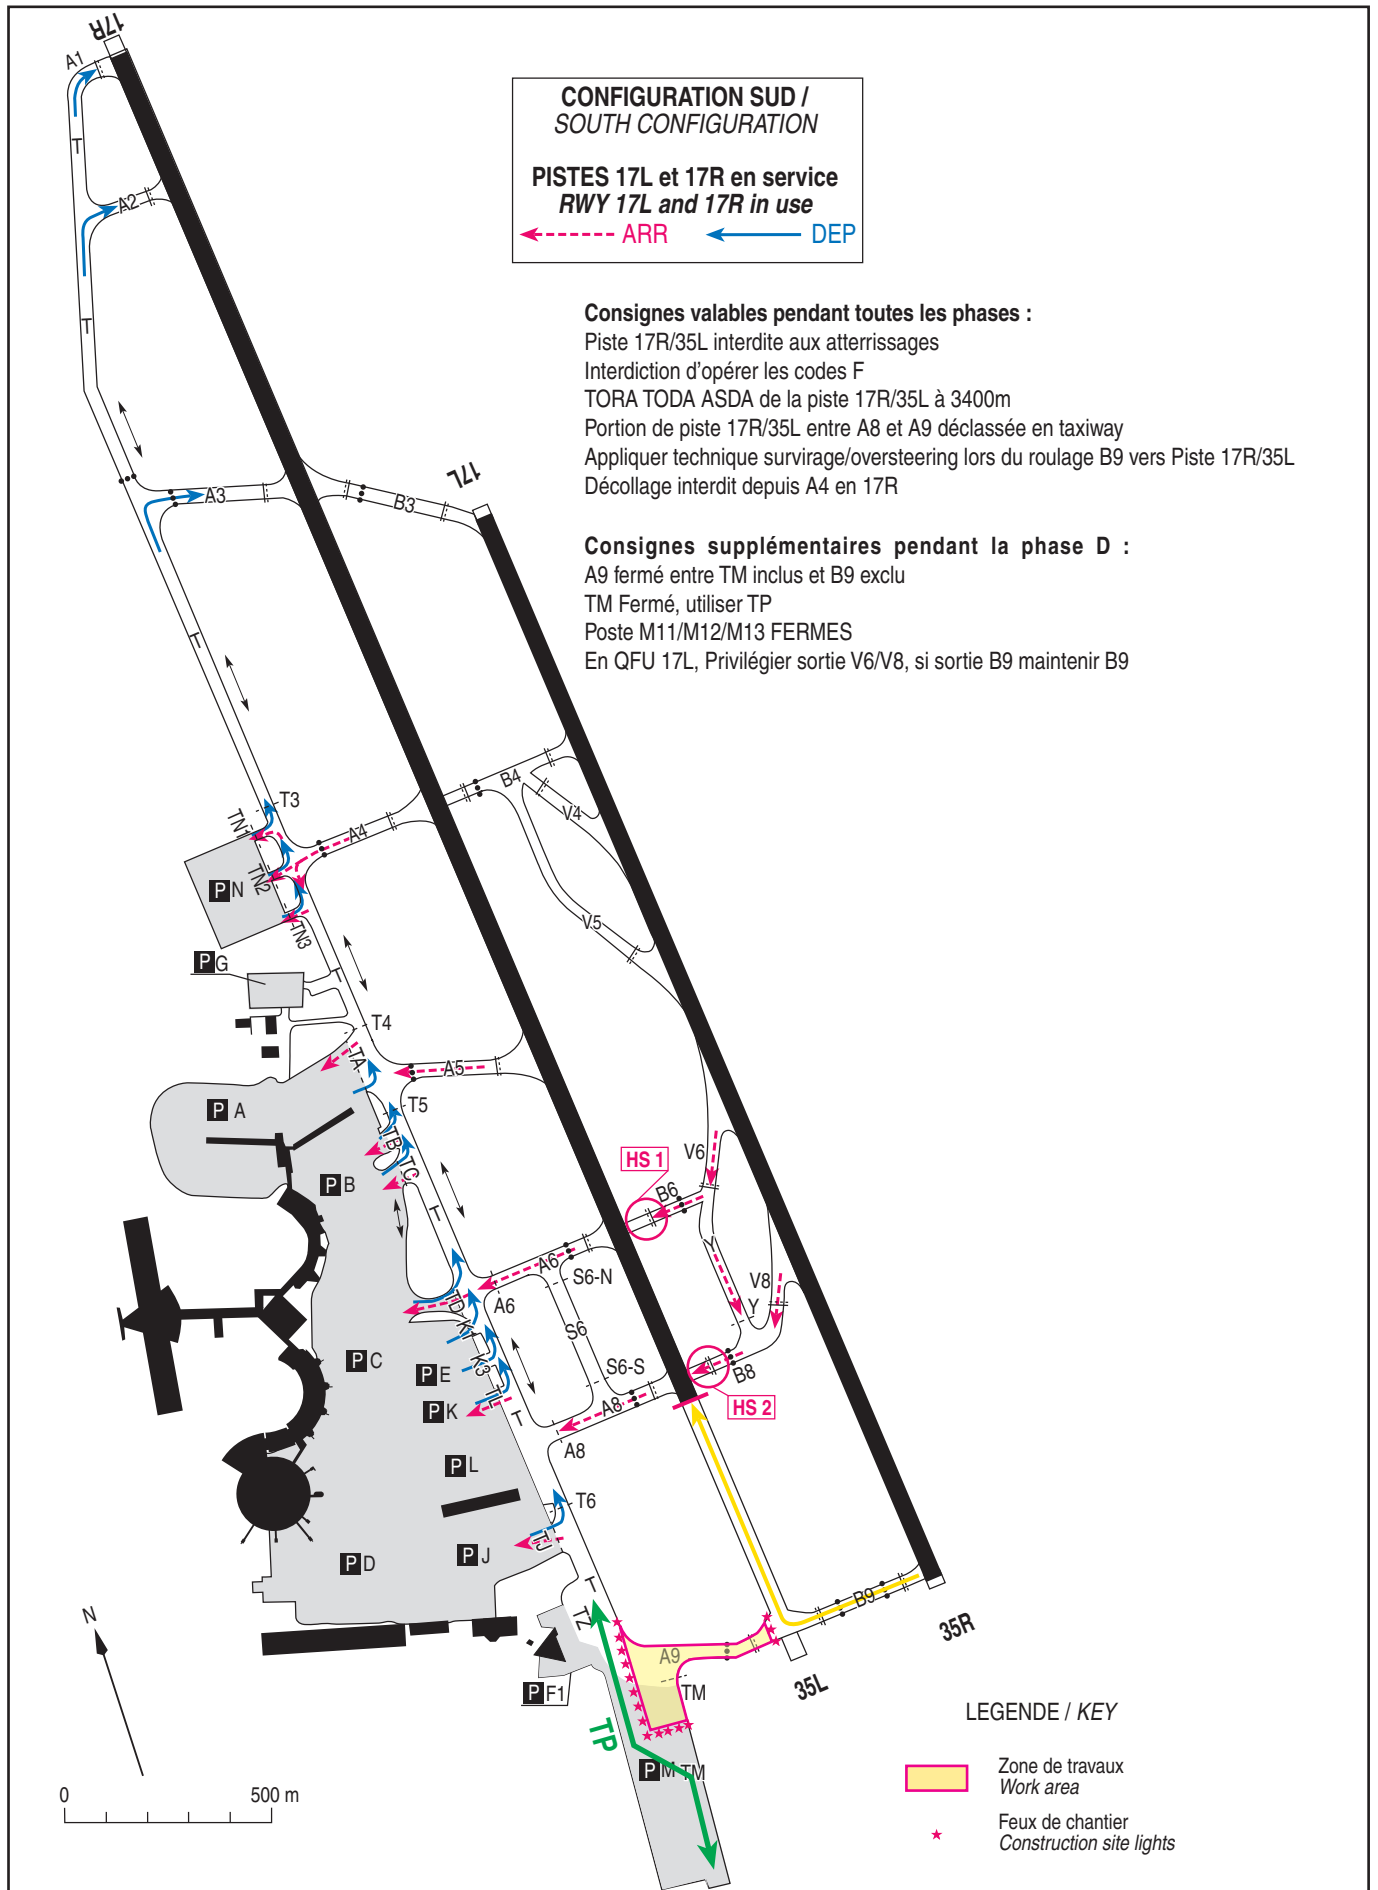 17R
A1
CONFIGURATION SUD /
SOUTH CONFIGURATION
PISTES 17L et 17R en service
RWY 17L and 17R in use
ARR
DEP
T
A2
Consignes valables pendant toutes les phases :
Piste 17R/35L interdite aux atterrissages
Interdiction d'opérer les codes F
TORA TODA ASDA de la piste 17R/35L à 3400m
Portion de piste 17R/35L entre A8 et A9 déclassée en taxiway
Appliquer technique survirage/oversteering lors du roulage B9 vers Piste 17R/35L
Décollage interdit depuis A4 en 17R
T
17L
A3
B3
Consignes supplémentaires pendant la phase D :
A9 fermé entre TM inclus et B9 exclu
TM Fermé, utiliser TP
Poste M11/M12/M13 FERMES
En QFU 17L, Privilégier sortie V6/V8, si sortie B9 maintenir B9
T
B4
T3
V4
TN1
A4
TN2
P N
V5
TN3
P G
T
T4
TA
A5
P A
T5
TB
V6
HS 1
TC
P B
B6
T
Y
A6
S6-N
V8
TD
A6
Y
K1
S6
P C
K3
S6-S
P E
B8
TL
A8
P K
T
HS 2
A8
P L
T6
TJ
P J
P D
T
B9
TZ
N
35R
A9
35L
P F1
TM
LEGENDE / KEY
TP
P M
TM
Zone de travaux
Work area
0
500 m
Feux de chantier
Construction site lights